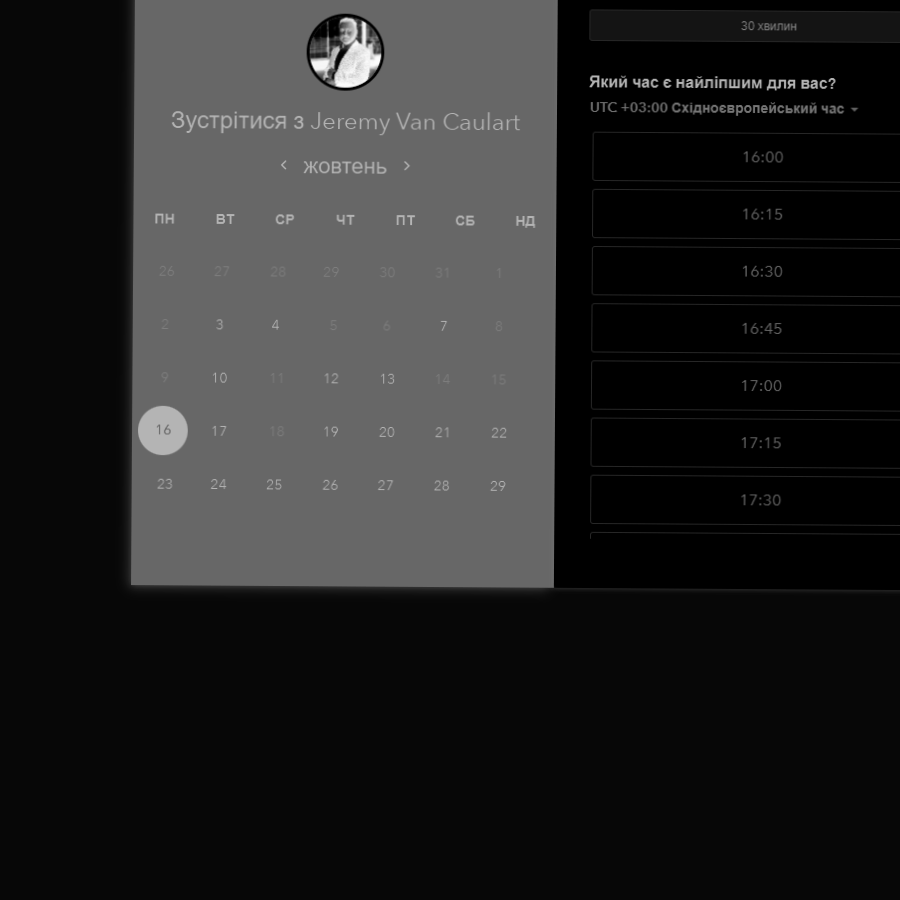 Зустрітися з Jeremy Van Caulart
жовтень
ПН ВТ СР ЧТ ПТ СБ НД
26 27 28 29 30 31 1
2 3 4 5 6 7 8
9 10 11 12 13 14 15
16 17 18 19 20 21 22
23 24 25 26 27 28 29
30 хвилин
Який час є найліпшим для вас?
UTC +03:00 Східноєвропейський час
16:00
16:15
16:30
16:45
17:00
17:15
17:30